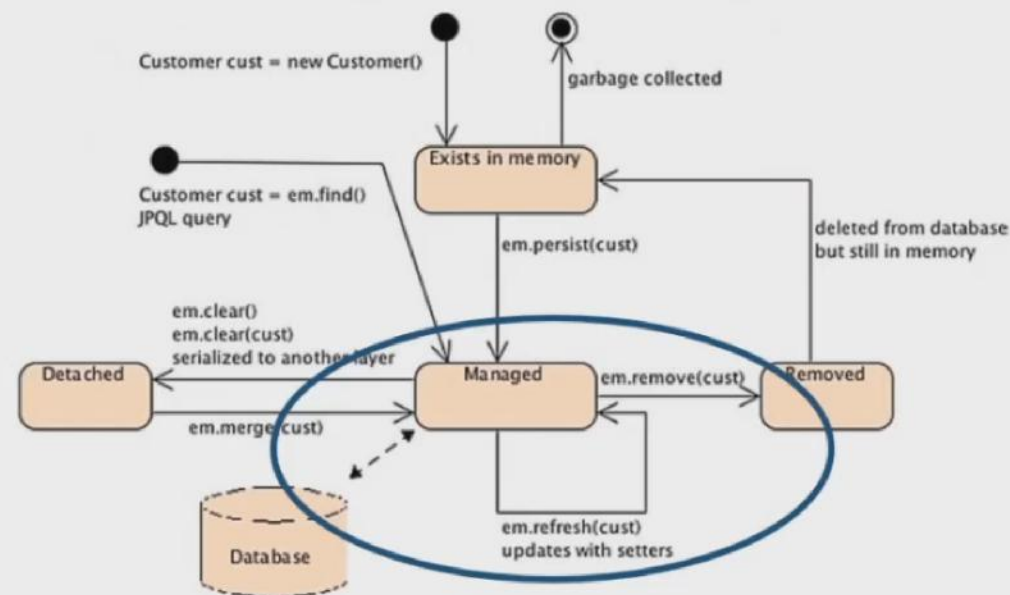 Customer cust = new Customer()
garbage collected
Exists in memory
Customer cust = em.find()
JPQL query
em.persist(cust)
deleted from database
but still in memory
em.clear()
em.clear(cust)
serialized to another layer
Detached
Managed
em.remove(cust)
Removed
em.merge(cust)
em.refresh(cust)
updates with setters
Database